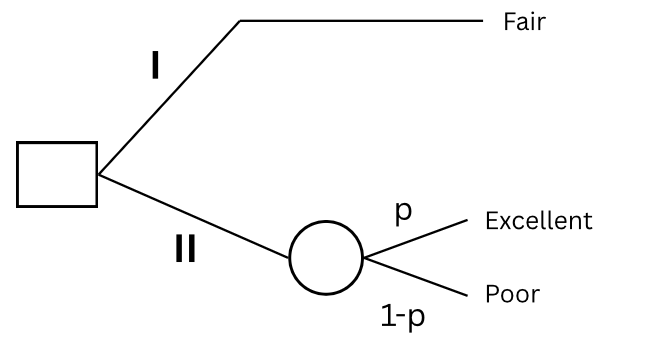 Fair
I
p
Excellent
II
Poor
1-p